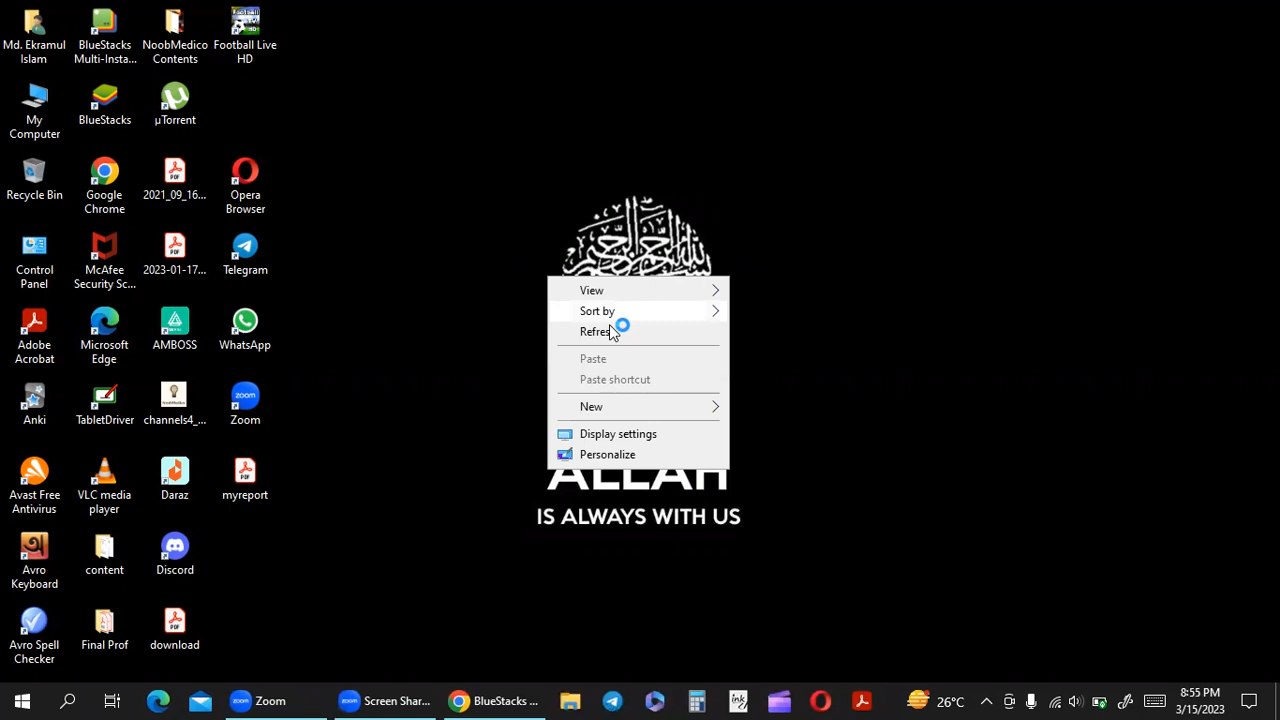 Md. Ekramul
Islam
BlueStacks
Multi-Insta...
NoobMedico
Contents
Football Live
HD
My
Computer
BlueStacks
µTorrent
Recycle Bin
Google
Chrome
2021_09_16...
Opera
Browser
Control
Panel
McAfee
Security Sc...
2023-01-17...
Telegram
Adobe
Acrobat
Microsoft
Edge
AMBOSS
WhatsApp
Anki
TabletDriver
channels4_...
zoom
Zoom
Avast Free
Antivirus
VLC media
player
Daraz
myreport
Avro
Keyboard
content
Discord
Avro Spell
Checker
Final Prof
download
View
Sort by
Refres
Paste
Paste shortcut
New
Display settings
Personalize
ALLAH
IS ALWAYS WITH US
Zoom
Screen Shar...
BlueStacks ...
26°C
8:55 PM
3/15/2023